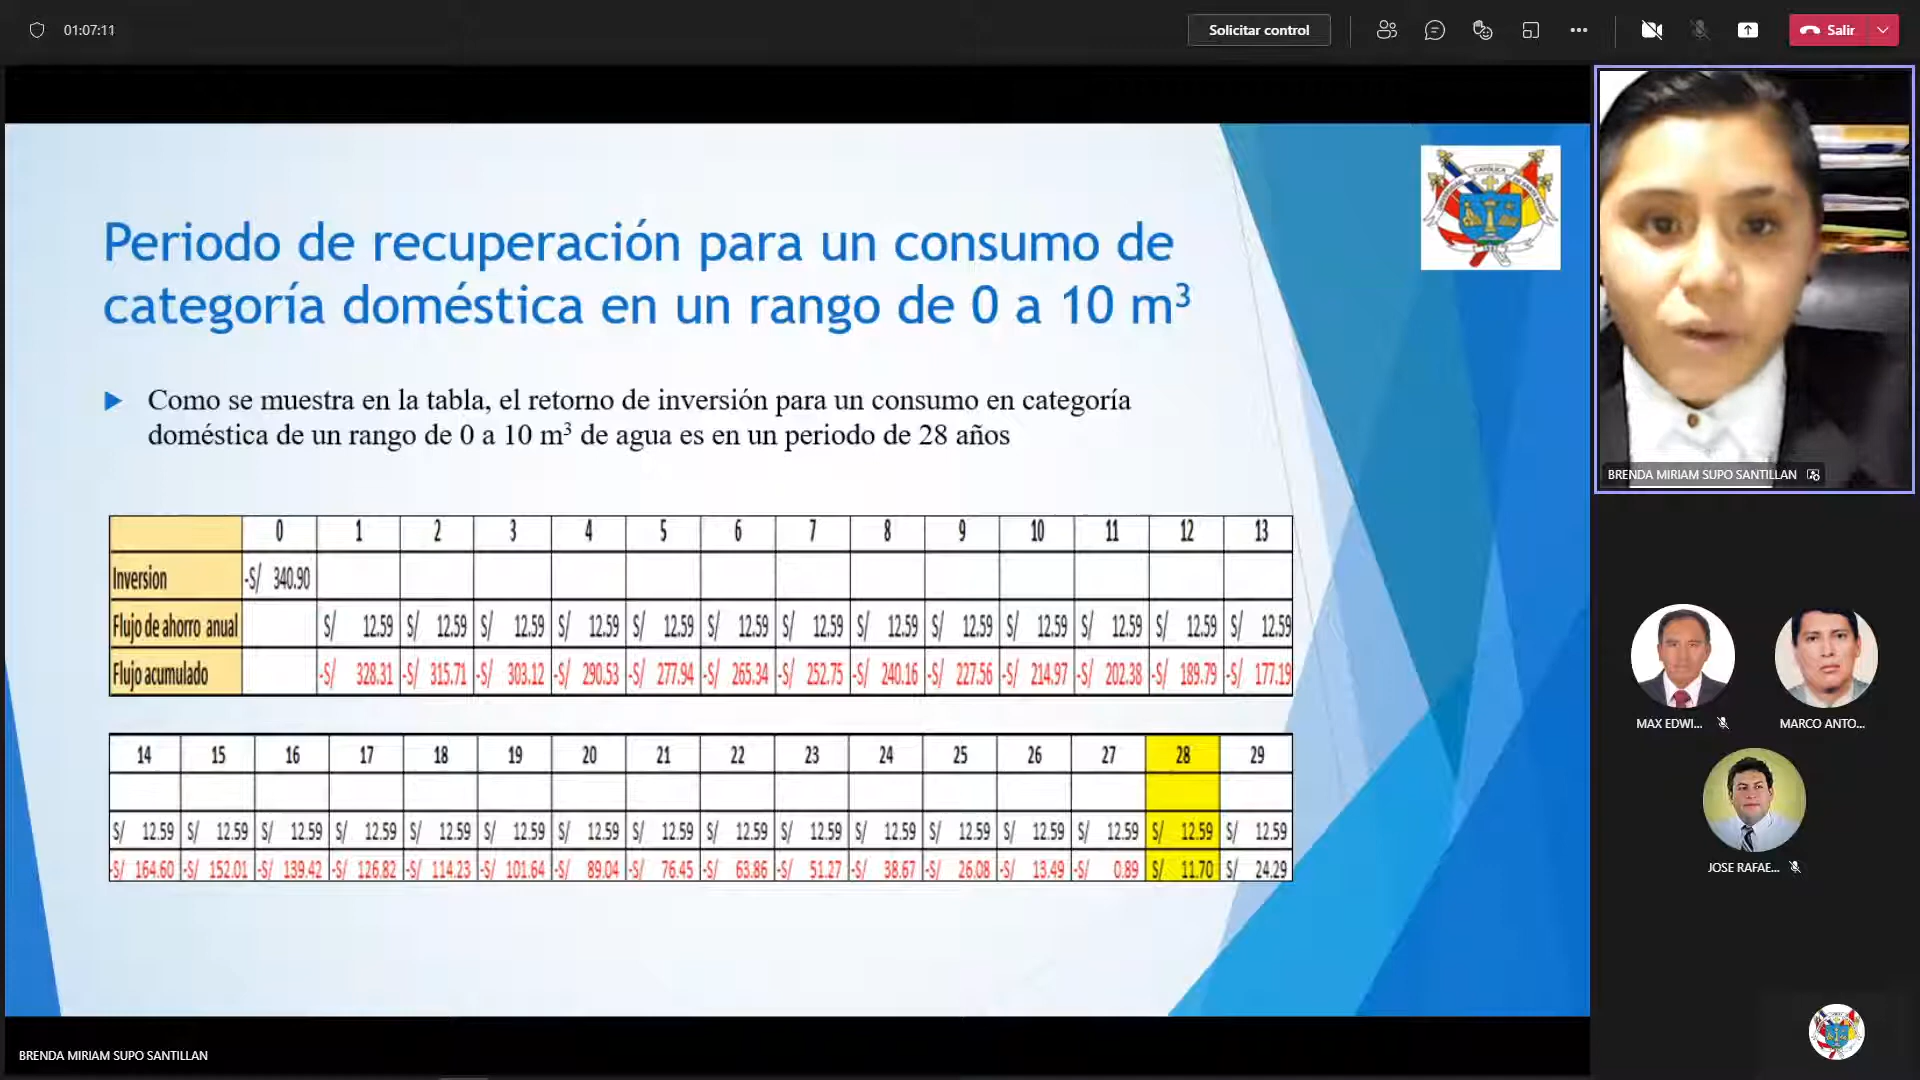 01:07:11
Solicitar control
Salir
Periodo de recuperación para un consumo de
categoría doméstica en un rango de 0 a 10 m³
Como se muestra en la tabla, el retorno de inversión para un consumo en categoría
doméstica de un rango de 0 a 10 m³ de agua es en un periodo de 28 años
0 1 2 3 4 5 6 7 8 9 10 11 12 13
Inversion -S/ 340.90
Flujo de ahorro anual S/ 12.59 S/ 12.59 S/ 12.59 S/ 12.59 S/ 12.59 S/ 12.59 S/ 12.59 S/ 12.59 S/ 12.59 S/ 12.59 S/ 12.59 S/ 12.59 S/ 12.59
Flujo acumulado -S/ 328.31 -S/ 315.71 -S/ 303.12 -S/ 290.53 -S/ 277.94 -S/ 265.34 -S/ 252.75 -S/ 240.16 -S/ 227.56 -S/ 214.97 -S/ 202.38 -S/ 189.79 -S/ 177.19
14 15 16 17 18 19 20 21 22 23 24 25 26 27 28 29
S/ 12.59 S/ 12.59 S/ 12.59 S/ 12.59 S/ 12.59 S/ 12.59 S/ 12.59 S/ 12.59 S/ 12.59 S/ 12.59 S/ 12.59 S/ 12.59 S/ 12.59 S/ 12.59 S/ 12.59 S/ 12.59
-S/ 164.60 -S/ 152.01 -S/ 139.42 -S/ 126.82 -S/ 114.23 -S/ 101.64 -S/ 89.04 -S/ 76.45 -S/ 63.86 -S/ 51.27 -S/ 38.67 -S/ 26.08 -S/ 13.49 -S/ 0.89 S/ 11.70 S/ 24.29
BRENDA MIRIAM SUPO SANTILLAN
MAX EDWI...
MARCO ANTO...
JOSE RAFAE...
BRENDA MIRIAM SUPO SANTILLAN